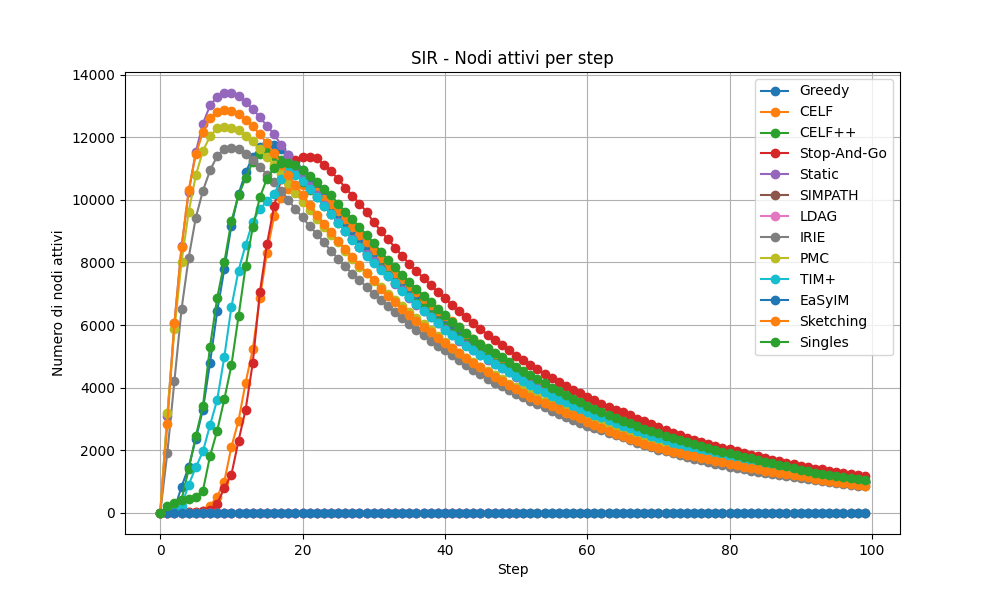 SIR - Nodi attivi per step
Numero di nodi attivi
14000
12000
10000
8000
6000
4000
2000
0
0
20
40
60
80
100
Step
Greedy
CELF
CELF++
Stop-And-Go
Static
SIMPATH
LDAG
IRIE
PMC
TIM+
EaSyIM
Sketching
Singles